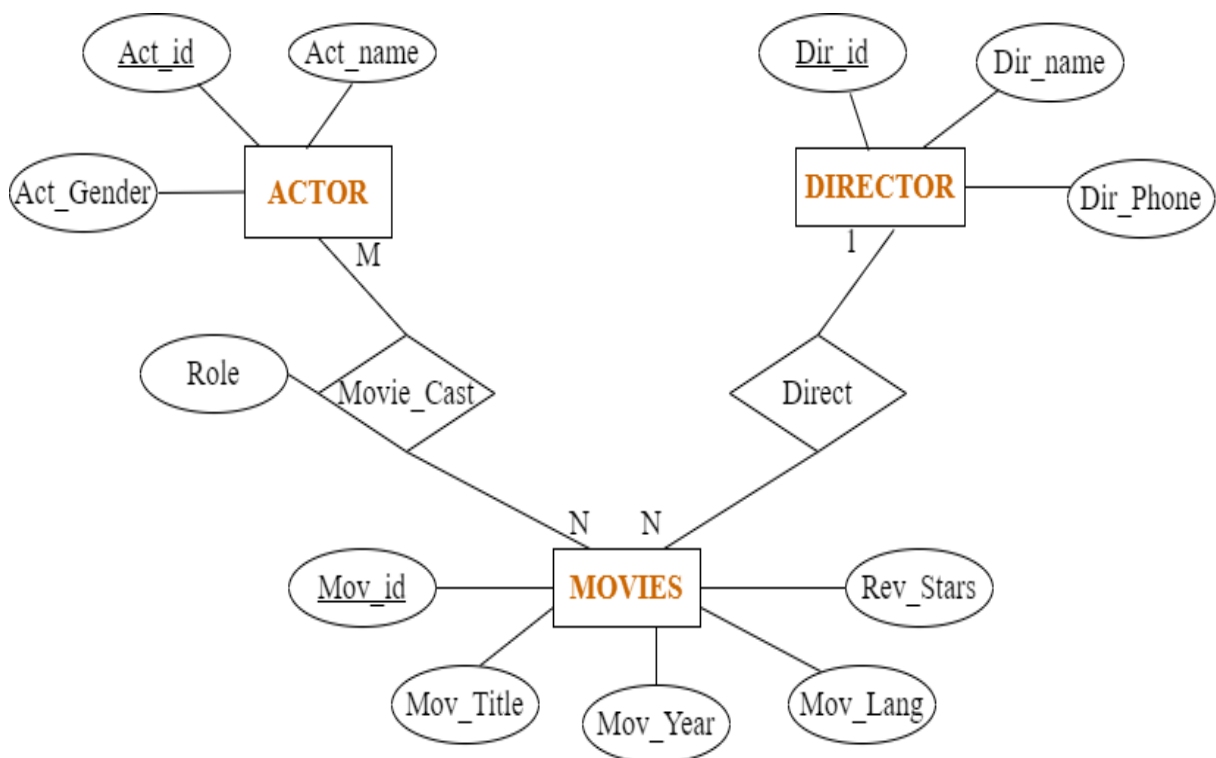 Act_id
Act_name
Dir_id
Dir_name
Act_Gender
ACTOR
DIRECTOR
Dir_Phone
M
1
Role
Movie_Cast
Direct
N
N
Mov_id
MOVIES
Rev_Stars
Mov_Title
Mov_Year
Mov_Lang